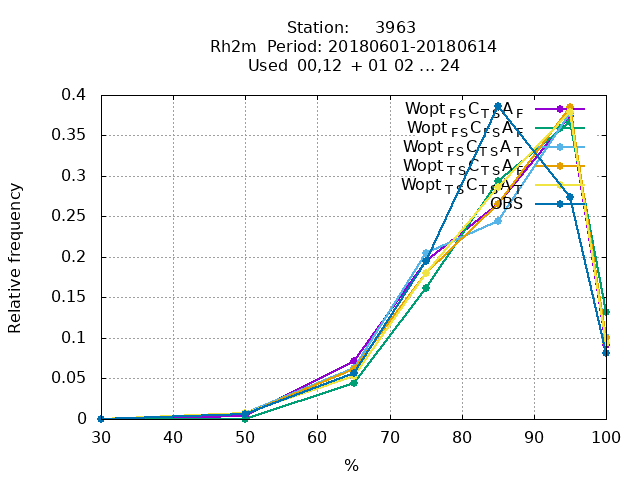 Station: 3963
Rh2m Period: 20180601-20180614
Used 00,12 + 01 02 ... 24
0.4
0.35
0.3
0.25
0.2
0.15
0.1
0.05
0
Relative frequency
Wopt FS C TS A F
Wopt FS C FS A F
Wopt FS C TS A T
Wopt TS C TS A F
Wopt TS C TS A T
OBS
30 40 50 60 70 80 90 100
%